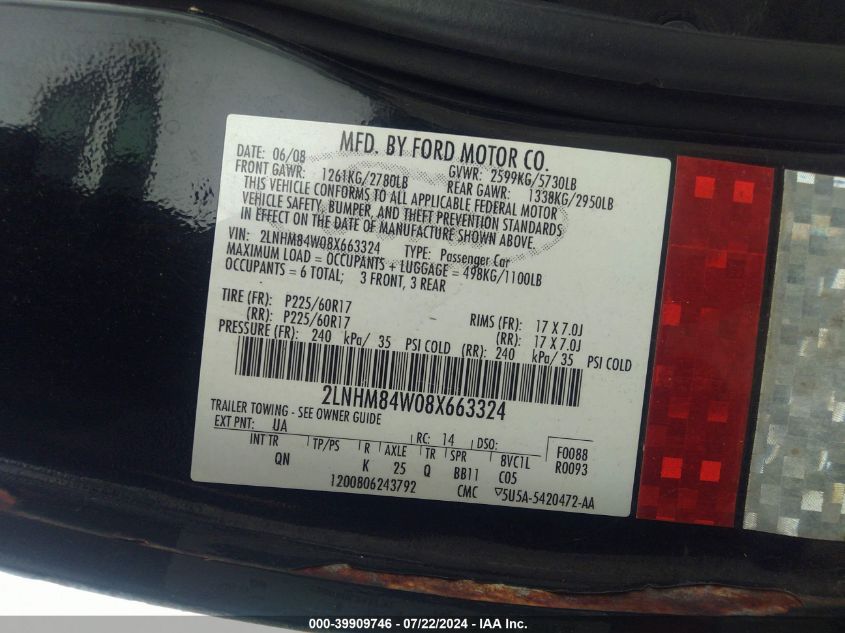 MFD. BY FORD MOTOR CO.
DATE: 06/08 GVWR: 2599KG/5730LB
FRONT GAWR: 1261KG/2780LB REAR GAWR: 1338KG/2950LB
THIS VEHICLE CONFORMS TO ALL APPLICABLE FEDERAL MOTOR
VEHICLE SAFETY, BUMPER, AND THEFT PREVENTION STANDARDS
IN EFFECT ON THE DATE OF MANUFACTURE SHOWN ABOVE.
VIN: 2LNHM84W08X663324 TYPE: Passenger Car
MAXIMUM LOAD = OCCUPANTS + LUGGAGE = 498KG/1100LB
OCCUPANTS = 6 TOTAL; 3 FRONT, 3 REAR
TIRE (FR): P225/60R17 RIMS (FR): 17 X 7.0J
(RR): P225/60R17 (RR): 17 X 7.0J
PRESSURE (FR): 240 kPa/ 35 PSI COLD (RR): 240 kPa/ 35 PSI COLD
2LNHM84W08X663324
TRAILER TOWING - SEE OWNER GUIDE
EXT PNT: UA RC: 14 DSO: F0088
INT TR TP/PS R AXLE TR SPR 8VC1L R0093
QN K 25 Q BB11 C05
1200806243792 CMC ▽5U5A-5420472-AA
000-39909746 / 07/22/2024 - IAA Inc.